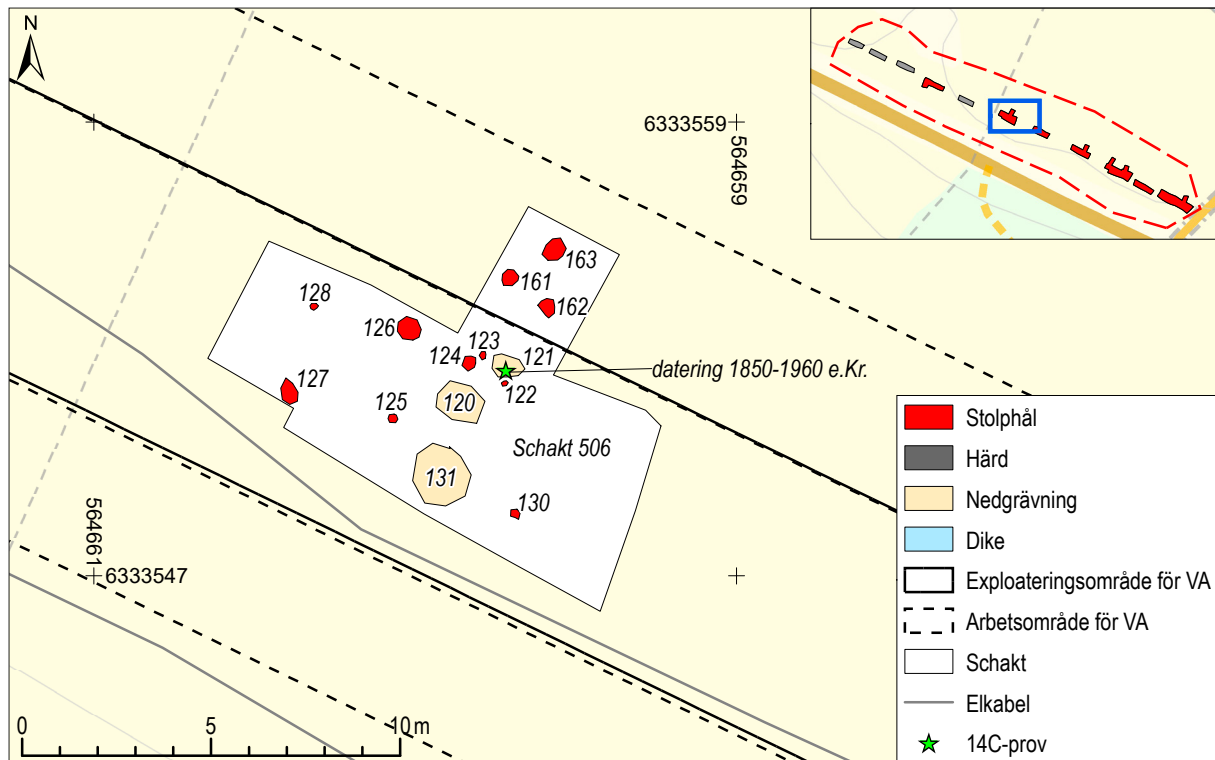 N
6333559
564659
163
161
162
128
126
123
124
121
datering 1850-1960 e.Kr.
122
127
125
120
Schakt 506
131
130
564661
6333547
0
5
10 m
Stolphål
Härd
Nedgrävning
Dike
Exploateringsområde för VA
Arbetsområde för VA
Schakt
Elkabel
14C-prov